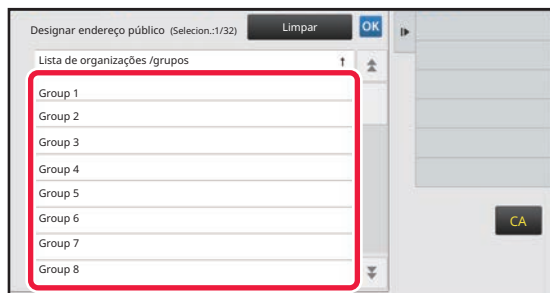 Designar endereço público (Selecion.:1/32) Limpar OK
Lista de organizações /grupos
Group 1
Group 2
Group 3
Group 4
Group 5
Group 6
Group 7
Group 8
CA